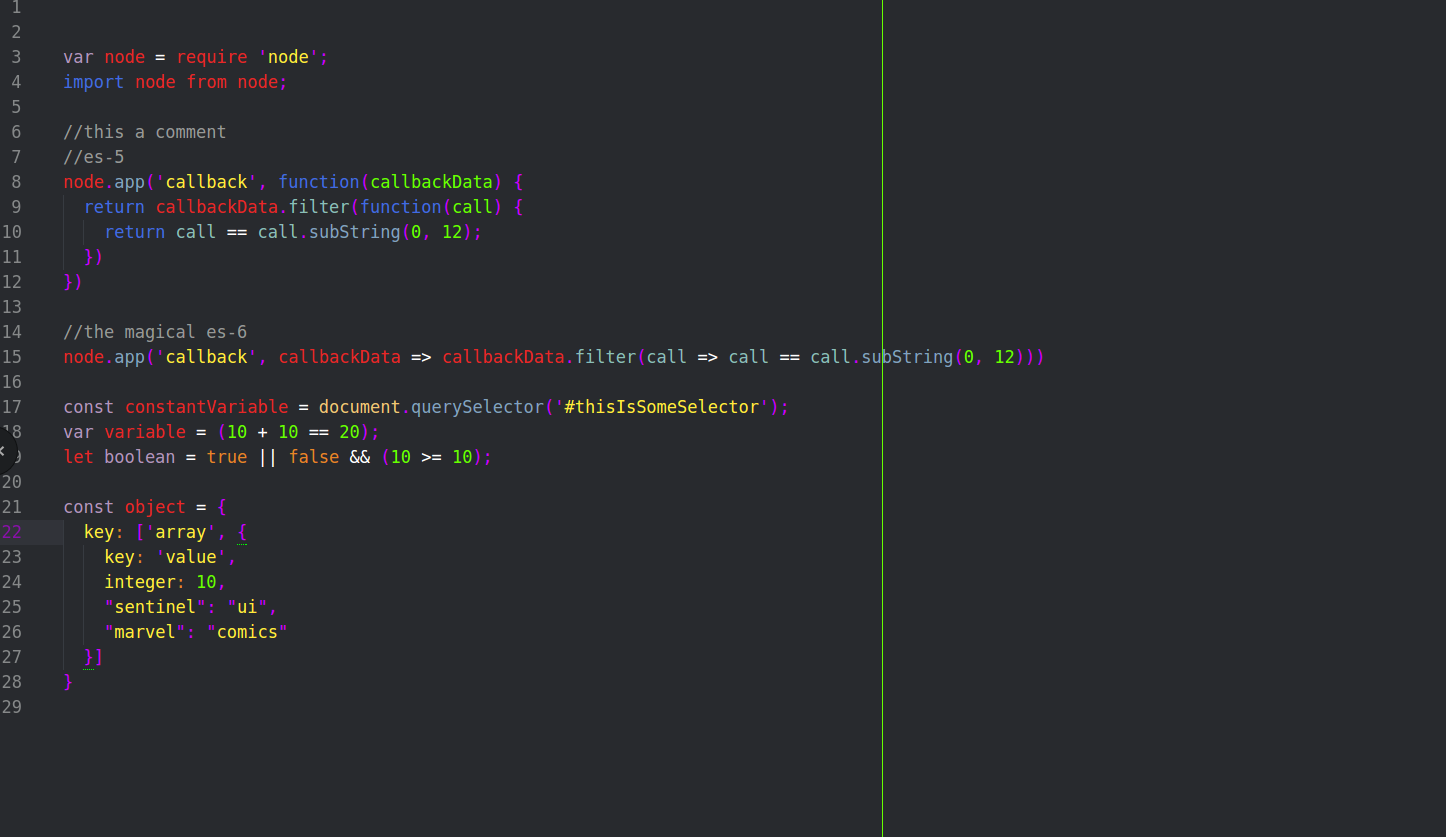 1
2
3 var node = require 'node';
4 import node from node;
5
6 //this a comment
7 //es-5
8 node.app('callback', function(callbackData) {
9 return callbackData.filter(function(call) {
10 return call == call.subString(0, 12);
11 })
12 })
13
14 //the magical es-6
15 node.app('callback', callbackData => callbackData.filter(call => call == call.subString(0, 12)))
16
17 const constantVariable = document.querySelector('#thisIsSomeSelector');
18 var variable = (10 + 10 == 20);
9 let boolean = true || false && (10 >= 10);
20
21 const object = {
22 key: ['array', {
23 key: 'value',
24 integer: 10,
25 "sentinel": "ui",
26 "marvel": "comics"
27 }]
28 }
29